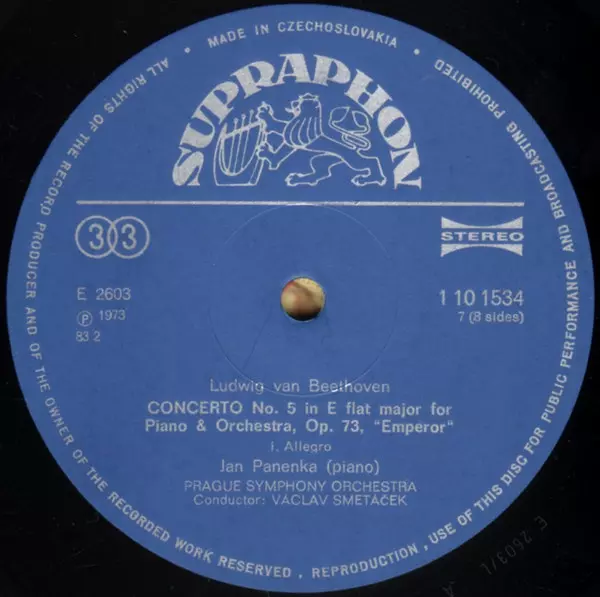 MADE IN CZECHOSLOVAKIA
ALL RIGHTS OF THE RECORD PRODUCER AND OF THE OWNER OF THE RECORDED WORK RESERVED, REPRODUCTION, USE OF THIS DISC FOR PUBLIC PERFORMANCE AND BROADCASTING PROHIBITED
SUPRAPHON
33
STEREO
E 2603
1 10 1534
Ⓟ 1973
7 (8 sides)
83 2
Ludwig van Beethoven
CONCERTO No. 5 in E flat major for
Piano & Orchestra, Op. 73, "Emperor"
I. Allegro
Jan Panenka (piano)
PRAGUE SYMPHONY ORCHESTRA
Conductor: VÁCLAV SMETÁČEK
E 2603/1
A